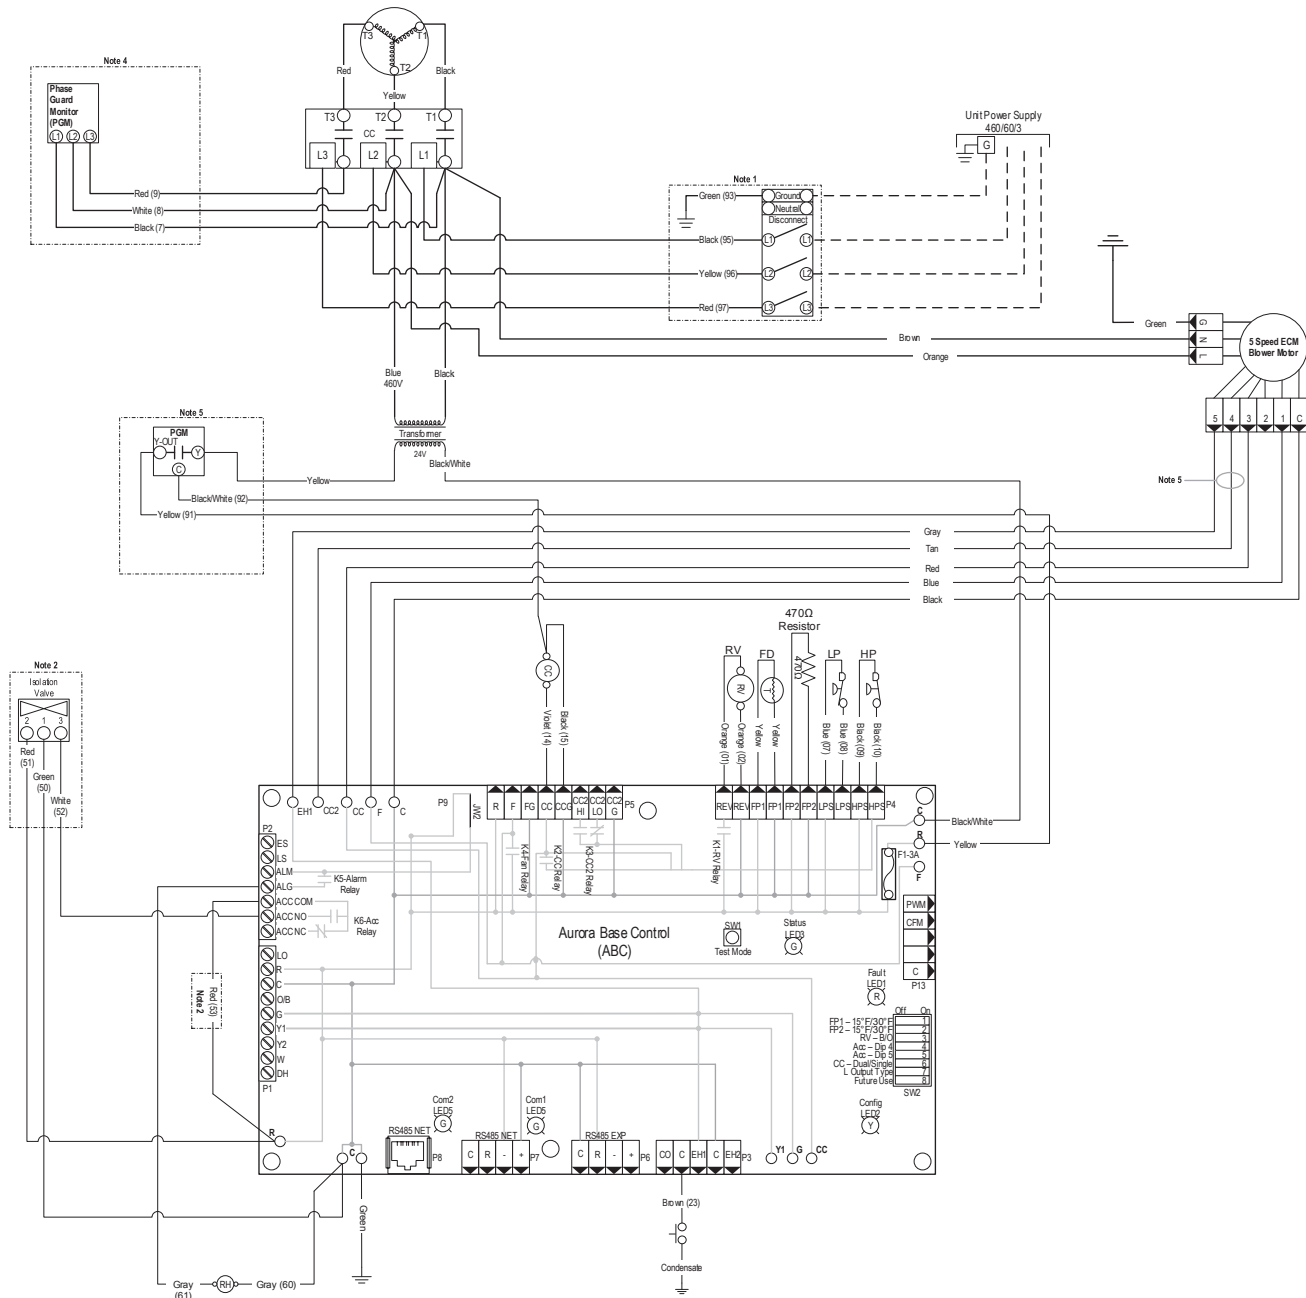 T3
T1
T2
Note 4
Red
Black
Yellow
Phase
Guard
Monitor
(PGM)
L1 L2 L3
T3 T2 T1
CC
L3 L2 L1
Unit Power Supply
460/60/3
G
Note 1
Red (9)
White (8)
Black (7)
Green (93)
Ground
Neutral
Disconnect
Black (95)
L1 L1
Yellow (96)
L2 L2
Red (97)
L3 L3
Green
G
N
L
5 Speed ECM
Blower Motor
Brown
Orange
Blue
460V
Black
5 4 3 2 1 C
Note 5
PGM
Y-OUT
Y
C
Transformer
24V
Black/White
Yellow
Note 5
Black/White (92)
Yellow (91)
Gray
Tan
Red
Blue
Black
470Ω
Resistor
RV FD LP HP
CC
RV
T
470Ω
Note 2
Isolation
Valve
2 1 3
Red
(51)
Green
(50)
White
(52)
Violet (14)
Black (15)
Orange (01)
Orange (02)
Yellow
Yellow
Blue (07)
Blue (08)
Black (09)
Black (10)
EH1 CC2 CC F C
P9
JW2
R F FG CC CCG CC2 HI CC2 LO CC2 G
P5
REV REV FP1 FP1 FP2 FP2 LPS LPS HPS HPS
P4
C
Black/White
R
Yellow
F1-3A
F
P2
ES
LS
ALM
ALG
ACC COM
ACC NO
ACC NC
K5-Alarm
Relay
K6-Acc
Relay
K4-Fan Relay
K2-CC Relay
K3-CC2 Relay
K1-RV Relay
PWM
CFM
C
P13
Aurora Base Control
(ABC)
SW1
Test Mode
Status
LED3
G
Fault
LED1
R
LO
R
C
O/B
G
Y1
Y2
W
DH
P1
Red (53)
Note 2
Off On
FP1 – 15°F/30°F 1
FP2 – 15°F/30°F 2
RV – B/O 3
Acc – Dip 4 4
Acc – Dip 5 5
CC – Dual/Single 6
L Output Type 7
Future Use 8
SW2
Config
LED2
Y
R
C
Com2
LED5
G
Com1
LED5
G
RS485 NET
P8
RS485 NET
C R - +
P7
RS485 EXP
C R - +
P6
CO C EH1 C EH2
P3
Y1 G CC
Green
Brown (23)
Condensate
Gray
(61)
RH
Gray (60)